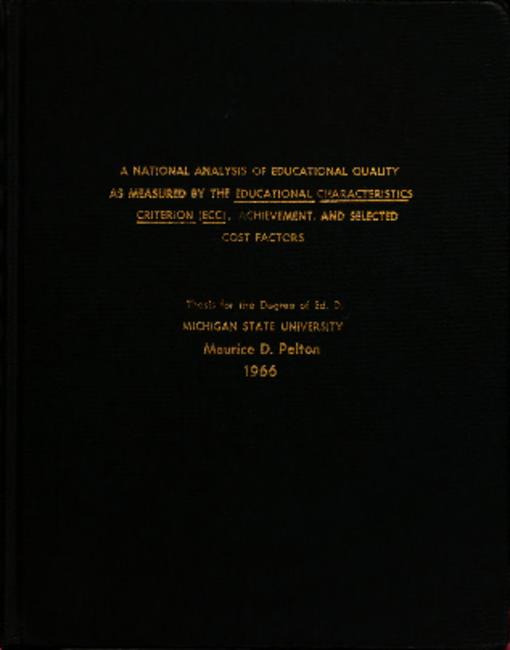 A NATIONAL ANALYSIS OF EDUCATIONAL QUALITY
AS MEASURED BY THE EDUCATIONAL CHARACTERISTICS
CRITERION (ECC), ACHIEVEMENT, AND SELECTED
COST FACTORS
Thesis for the Degree of Ed. D.
MICHIGAN STATE UNIVERSITY
Maurice D. Pelton
1966